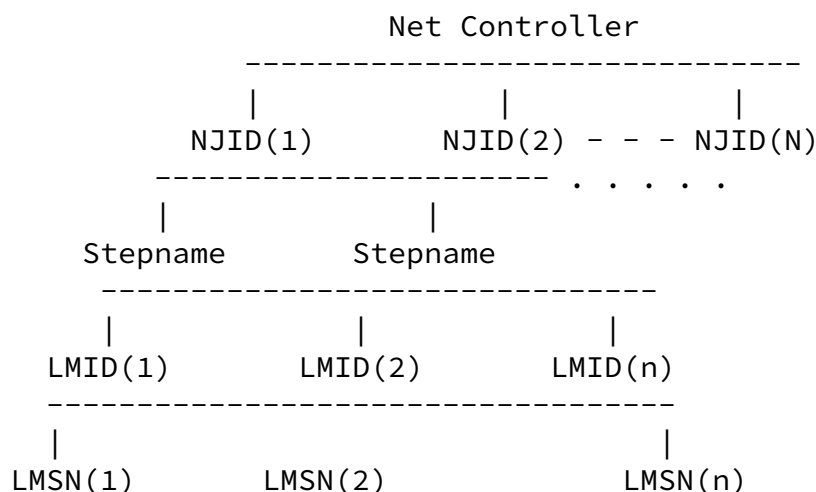 Net Controller
NJID(1) NJID(2) - - - NJID(N)
. . . . .
Stepname Stepname
LMID(1) LMID(2) LMID(n)
LMSN(1) LMSN(2) LMSN(n)